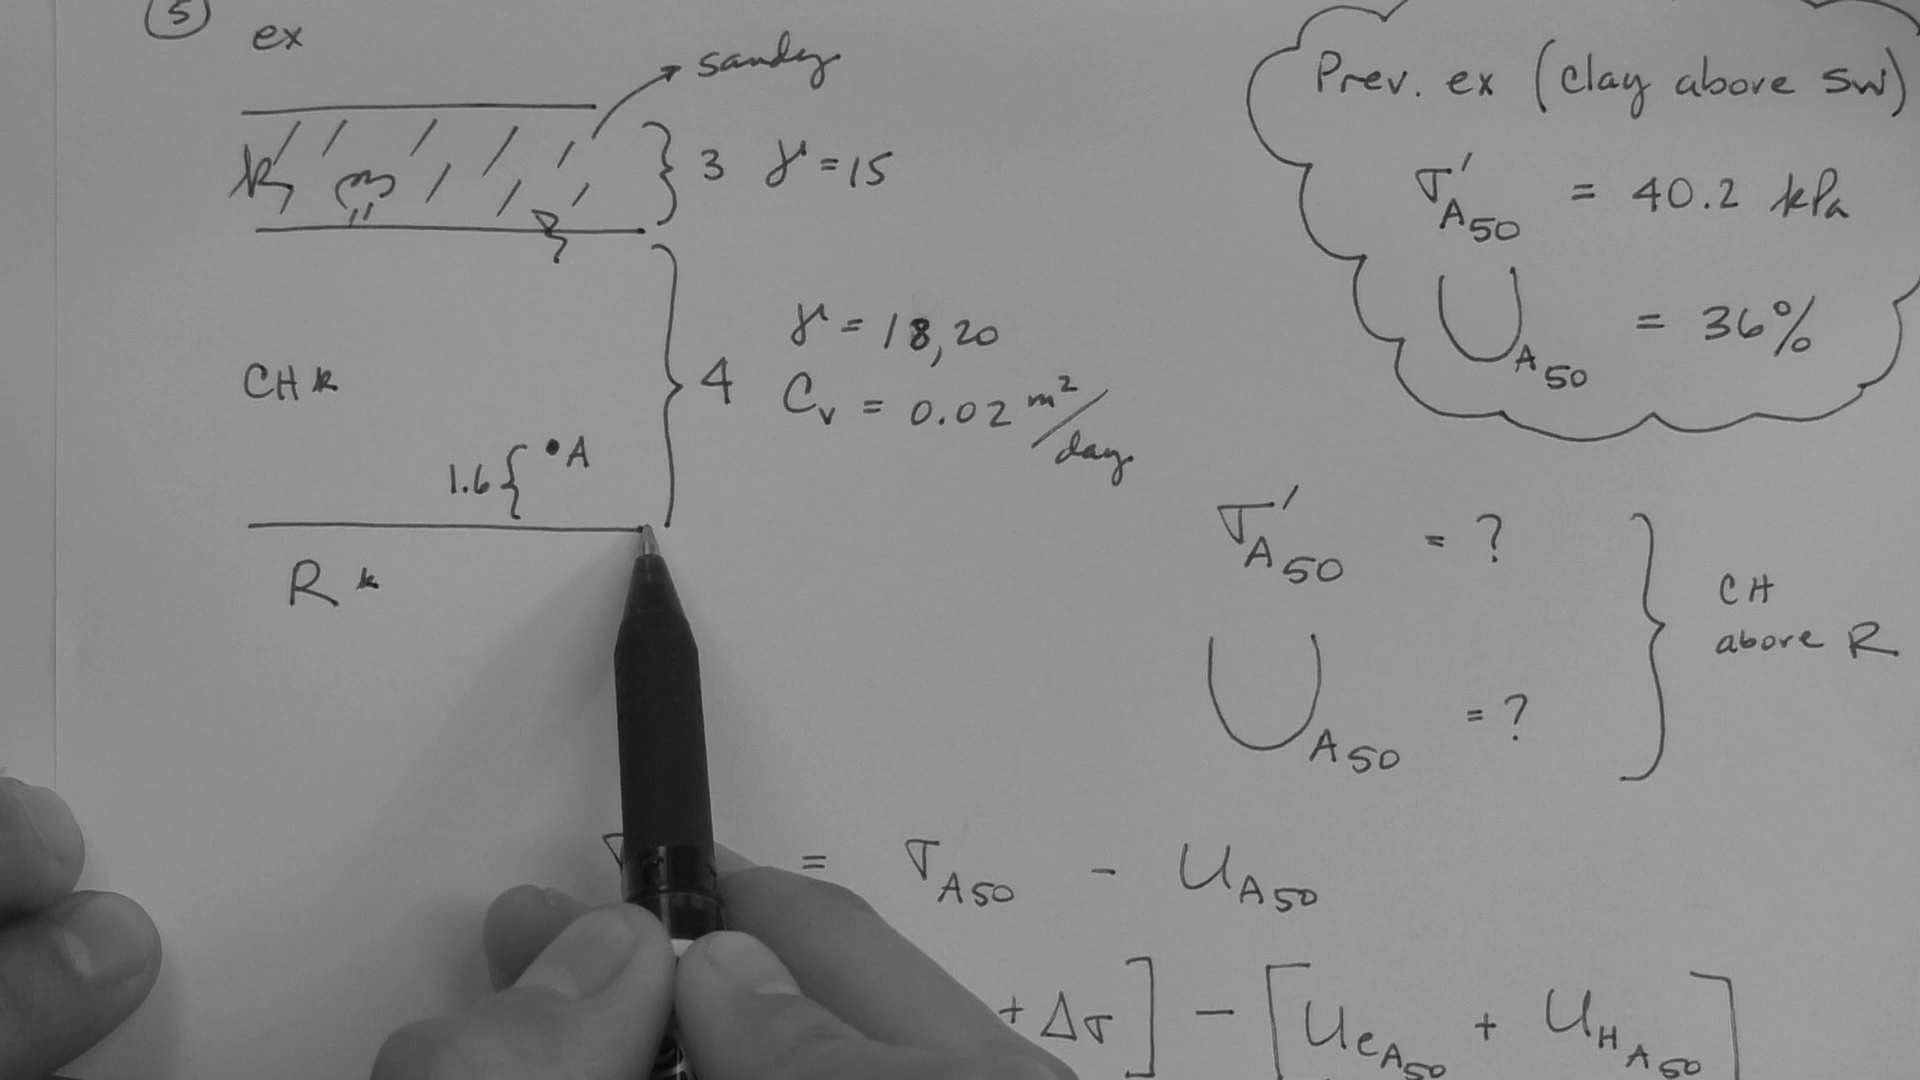 5 ex
sandy
k 3 γ = 15
CH k 4 γ = 18, 20
Cv = 0.02 m²/day
1.6 { • A
R k
Prev. ex (clay above SW)
σ'A50 = 40.2 kPa
UA50 = 36%
σ'A50 = ?
UA50 = ?
CH
above R
= σA50 - uA50
+ Δσ ] - [ ueA50 + uHA50 ]